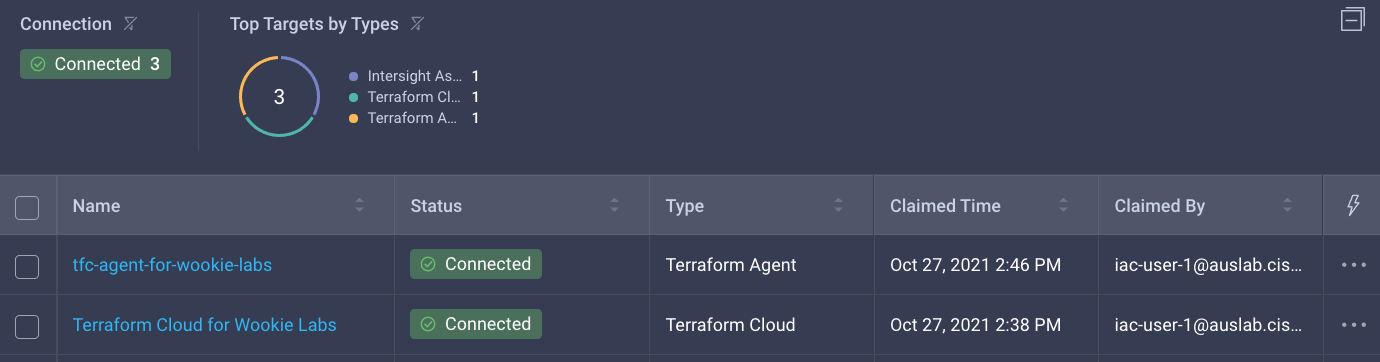 Connection
Top Targets by Types
Connected 3
3
Intersight As... 1
Terraform Cl... 1
Terraform A... 1
Name Status Type Claimed Time Claimed By
tfc-agent-for-wookie-labs Connected Terraform Agent Oct 27, 2021 2:46 PM iac-user-1@auslab.cis...
Terraform Cloud for Wookie Labs Connected Terraform Cloud Oct 27, 2021 2:38 PM iac-user-1@auslab.cis...